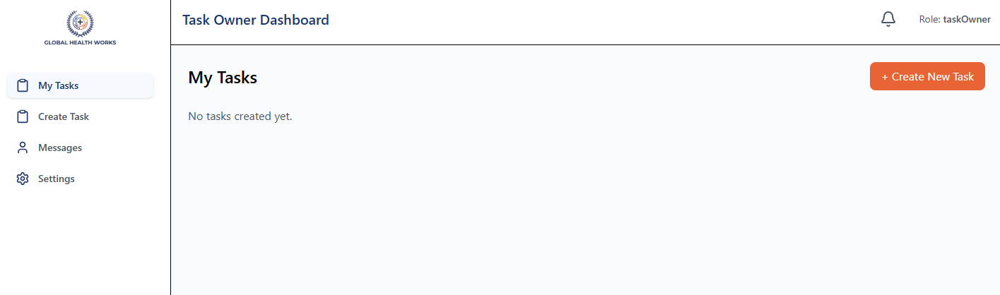 GLOBAL HEALTH WORKS
Task Owner Dashboard
Role: taskOwner
My Tasks
Create Task
Messages
Settings
My Tasks
+ Create New Task
No tasks created yet.